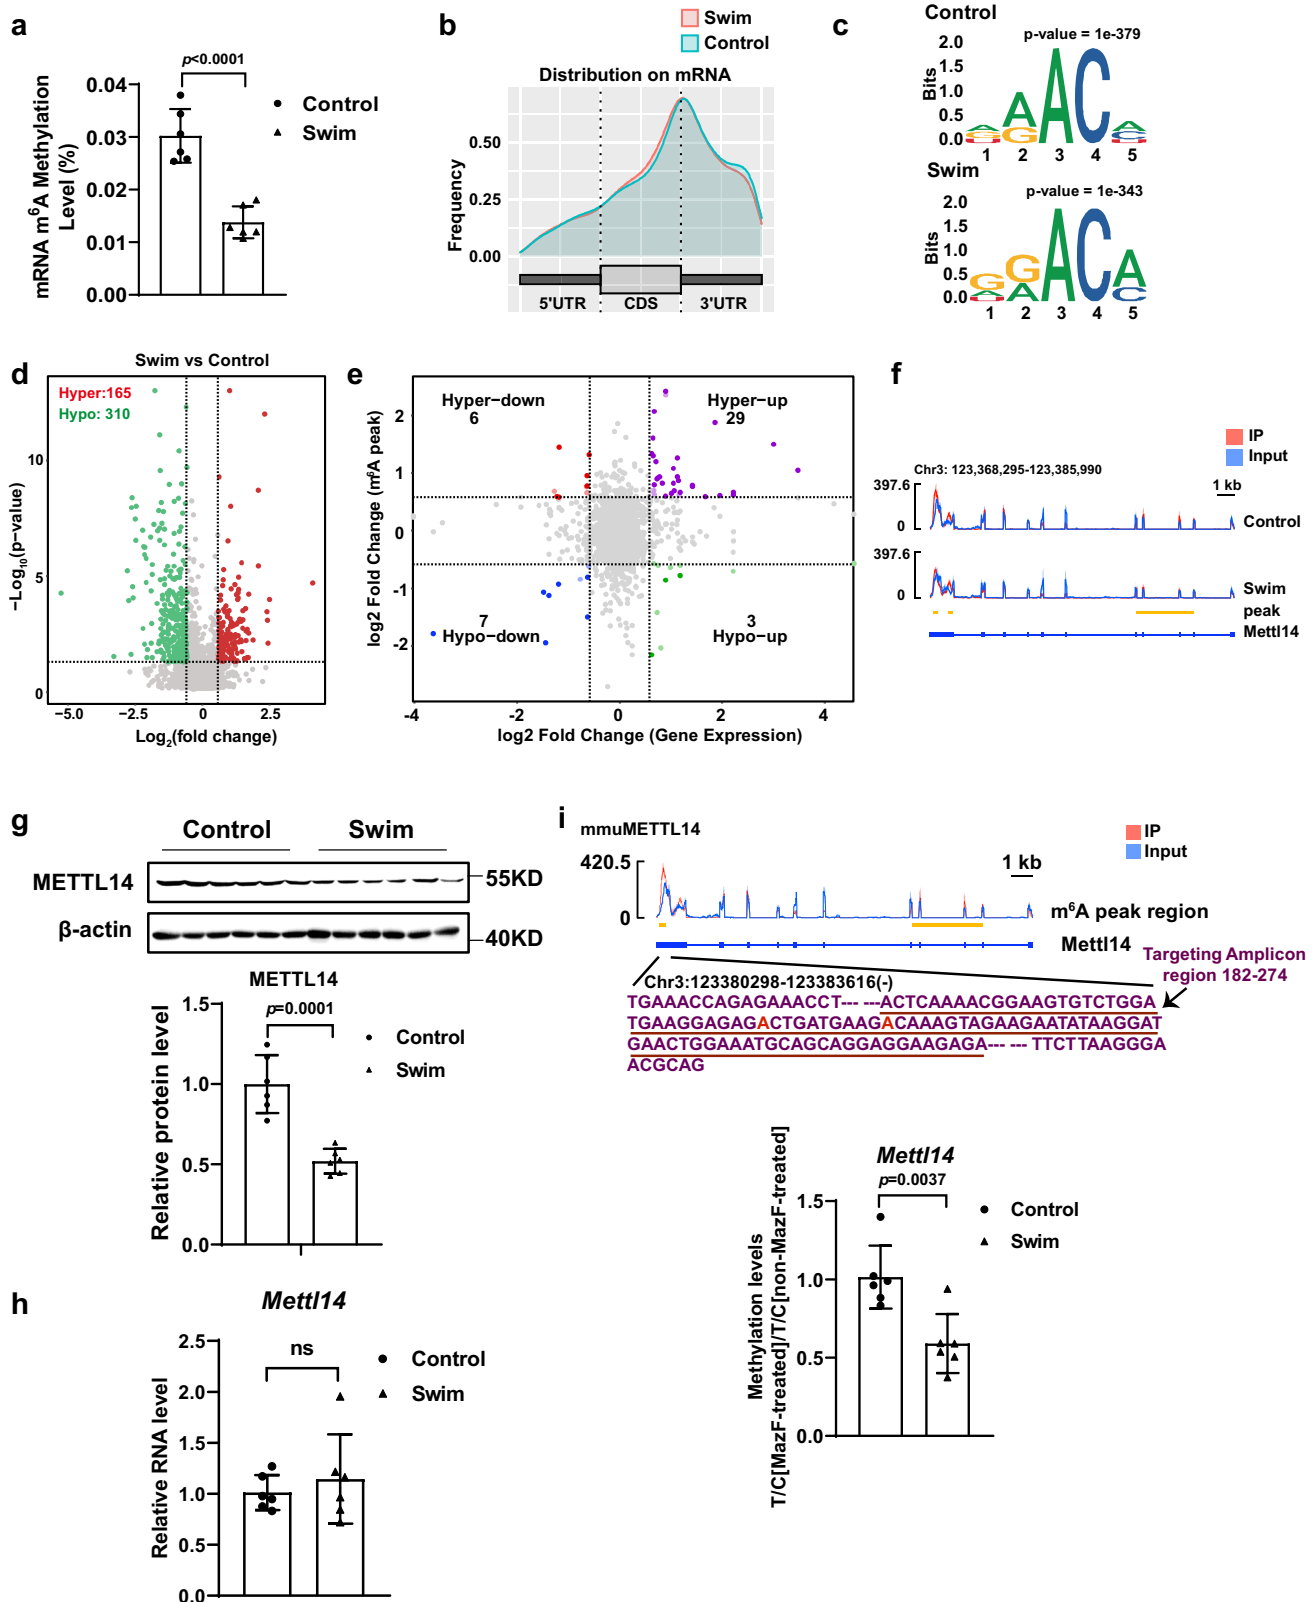 a
p<0.0001
mRNA m⁶A Methylation
Level (%)
0.04
0.03
0.02
0.01
0.00
Control
Swim
b
Swim
Control
Distribution on mRNA
Frequency
0.50
0.25
0.00
5'UTR
CDS
3'UTR
c
Control
p-value = 1e-379
Bits
2.0
1.5
1.0
0.5
0.0
A
G
A
C
A
C
1 2 3 4 5
Swim
p-value = 1e-343
Bits
2.0
1.5
1.0
0.5
0.0
G
A
G
A
A
C
A
C
1 2 3 4 5
d
Swim vs Control
Hyper:165
Hypo: 310
−Log10(p−value)
10
5
0
−5.0
−2.5
0
2.5
Log2(fold change)
e
Hyper−down
6
Hyper−up
29
7
Hypo−down
3
Hypo−up
log2 Fold Change (m⁶A peak)
2
1
0
-1
-2
-4
-2
0
2
4
log2 Fold Change (Gene Expression)
f
IP
Input
Chr3: 123,368,295-123,385,990
1 kb
397.6
0
Control
397.6
0
Swim
peak
Mettl14
g
Control
Swim
METTL14
55KD
β-actin
40KD
METTL14
p=0.0001
Relative protein level
1.5
1.0
0.5
0.0
Control
Swim
h
Mettl14
ns
Relative RNA level
2.5
2.0
1.5
1.0
0.5
0.0
Control
Swim
i
mmuMETTL14
IP
Input
420.5
0
1 kb
m⁶A peak region
Mettl14
Targeting Amplicon
region 182-274
Chr3:123380298-123383616(-)
TGAAACCAGAGAAACCT--- ---ACTCAAAACGGAAGTGTCTGGA
TGAAGGAGAGACTGATGAAGACAAAGTAGAAGAATATAAGGAT
GAACTGGAAATGCAGCAGGAGGAAGAGA--- --- TTCTTAAGGGA
ACGCAG
Mettl14
p=0.0037
Methylation levels
T/C[MazF-treated]/T/C[non-MazF-treated]
1.5
1.0
0.5
0.0
Control
Swim